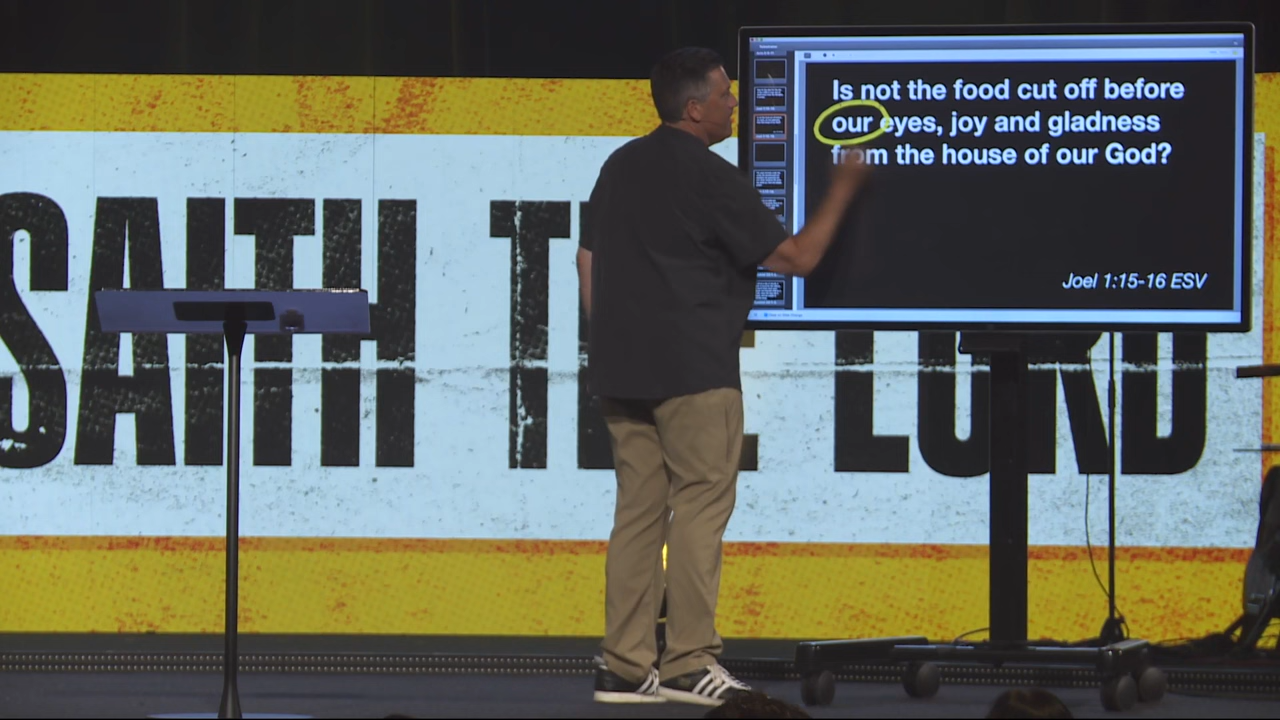 Is not the food cut off before
our eyes, joy and gladness
from the house of our God?
Joel 1:15-16 ESV
SAITH THE LORD